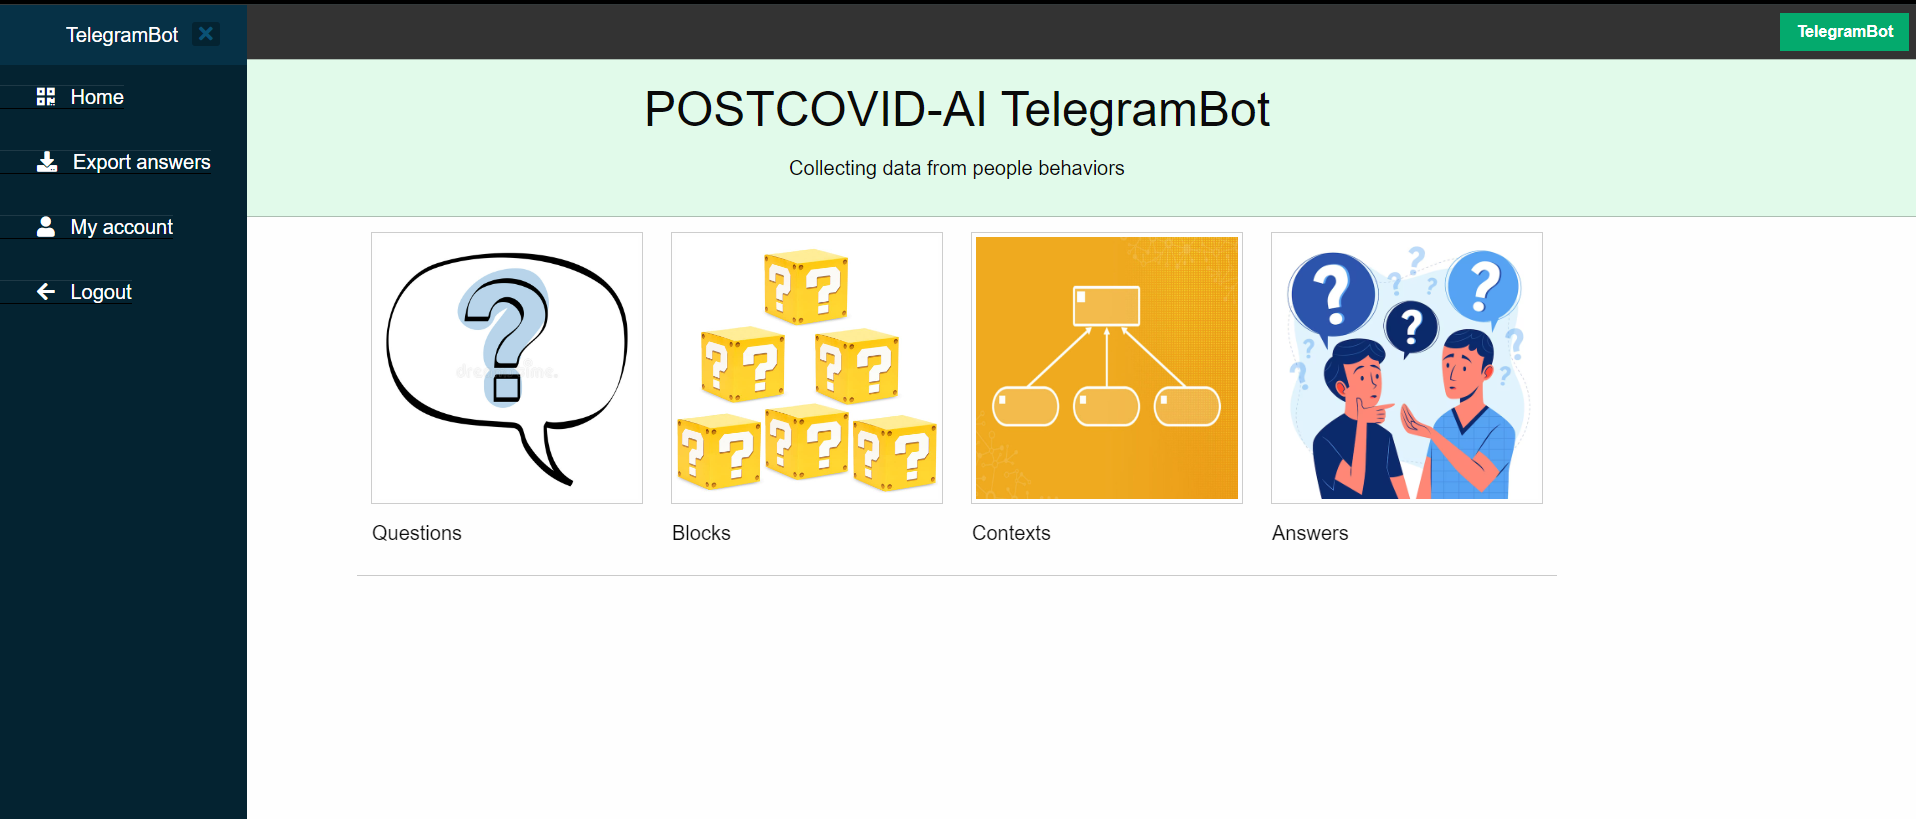 TelegramBot
TelegramBot
Home
Export answers
My account
Logout
POSTCOVID-AI TelegramBot
Collecting data from people behaviors
Questions
Blocks
Contexts
Answers